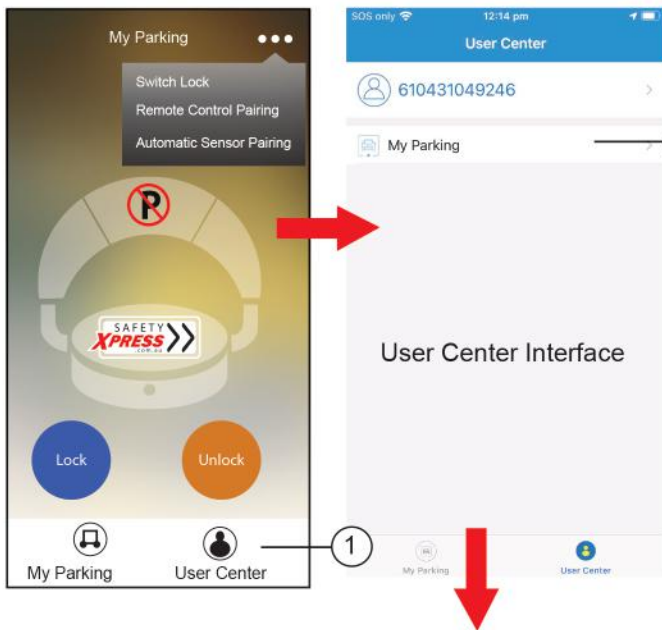 My Parking
Switch Lock
Remote Control Pairing
Automatic Sensor Pairing
P
SAFETY
XPRESS
.com.au
Lock
Unlock
My Parking
User Center
1
SOS only
12:14 pm
User Center
610431049246
My Parking
User Center Interface
My Parking
User Center